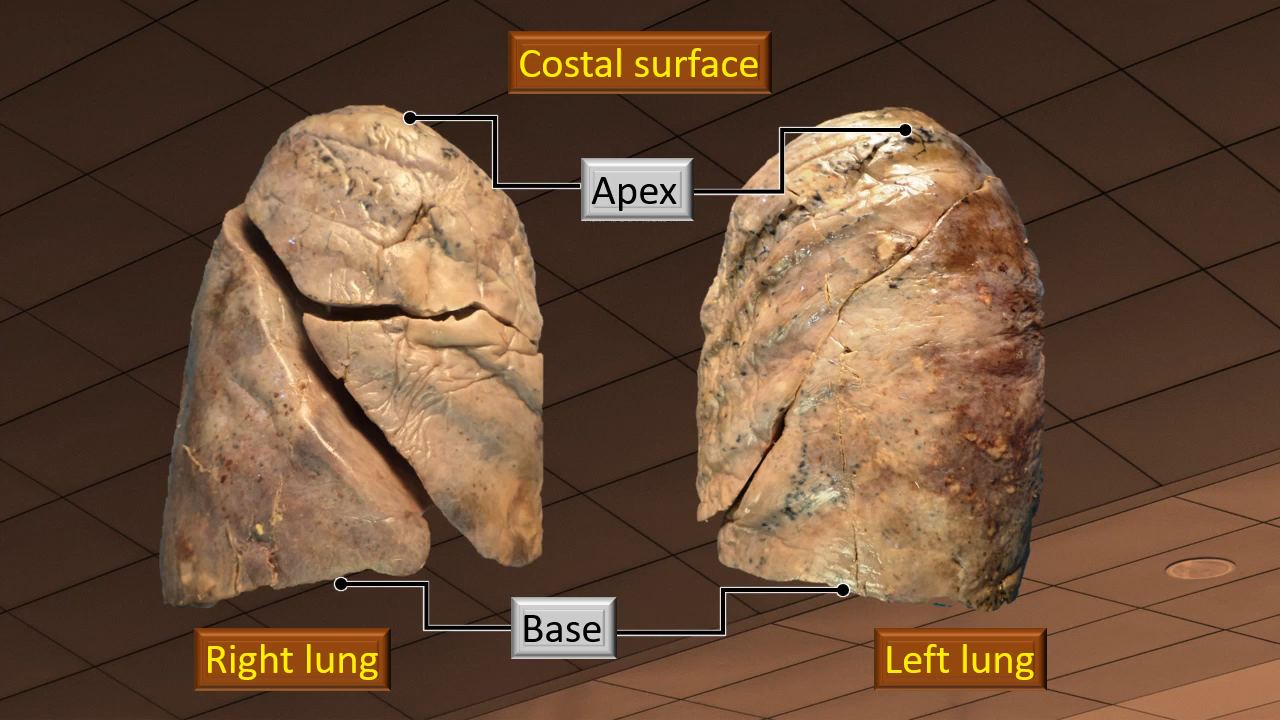 Costal surface
Apex
Base
Right lung
Left lung